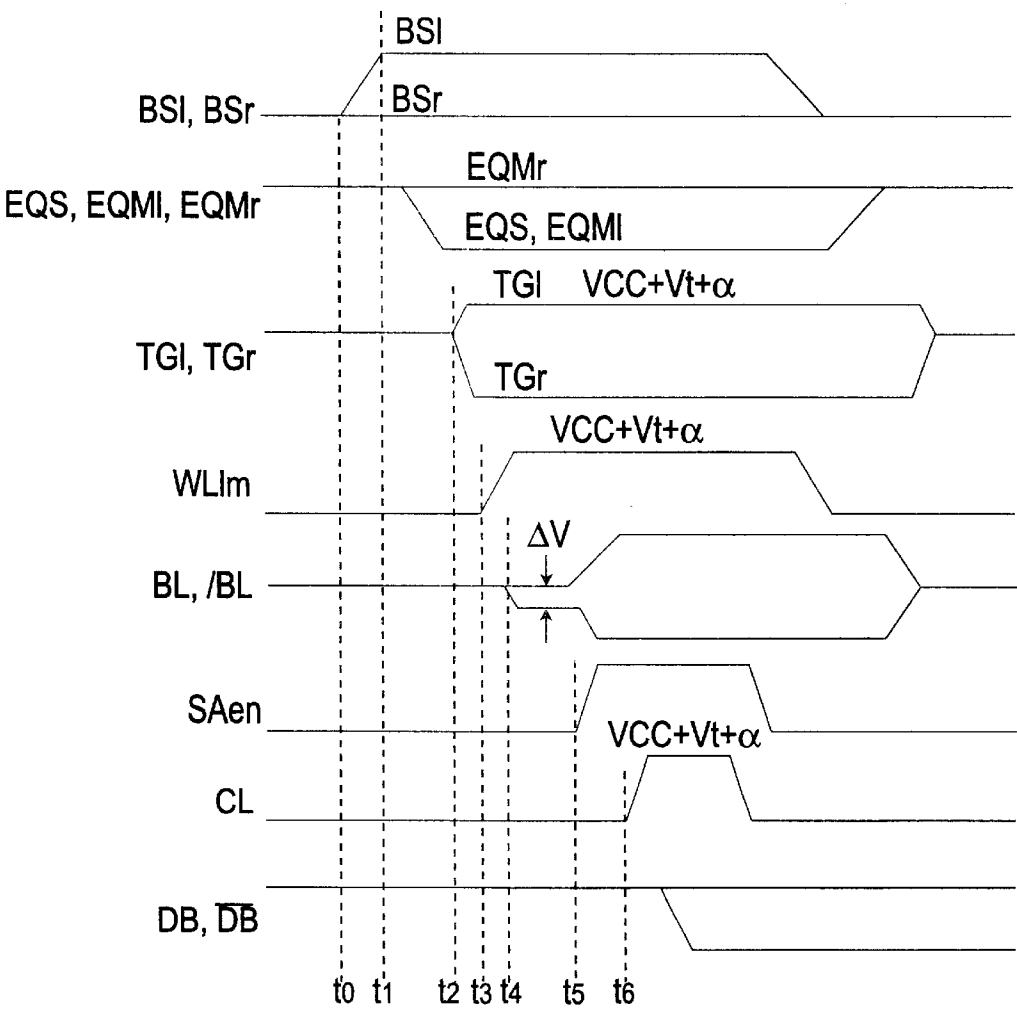 BSl
BSl, BSr
BSr
EQMr
EQS, EQMl, EQMr
EQS, EQMl
TGl VCC+Vt+α
TGl, TGr
TGr
VCC+Vt+α
WLlm
ΔV
BL, /BL
SAen
VCC+Vt+α
CL
DB, D̅B̅
t0 t1 t2 t3 t4 t5 t6